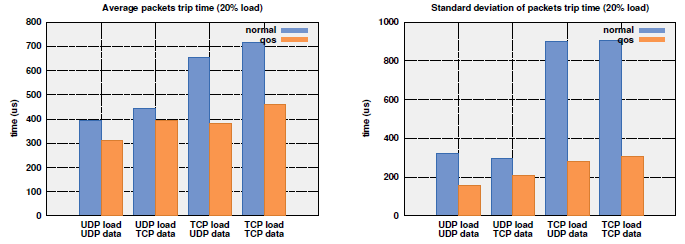 Average packets trip time (20% load)
800
700
600
500
400
300
200
100
0
time (us)
normal
qos
UDP load UDP load TCP load TCP load
UDP data TCP data UDP data TCP data
Standard deviation of packets trip time (20% load)
1000
800
600
400
200
0
time (us)
normal
qos
UDP load UDP load TCP load TCP load
UDP data TCP data UDP data TCP data